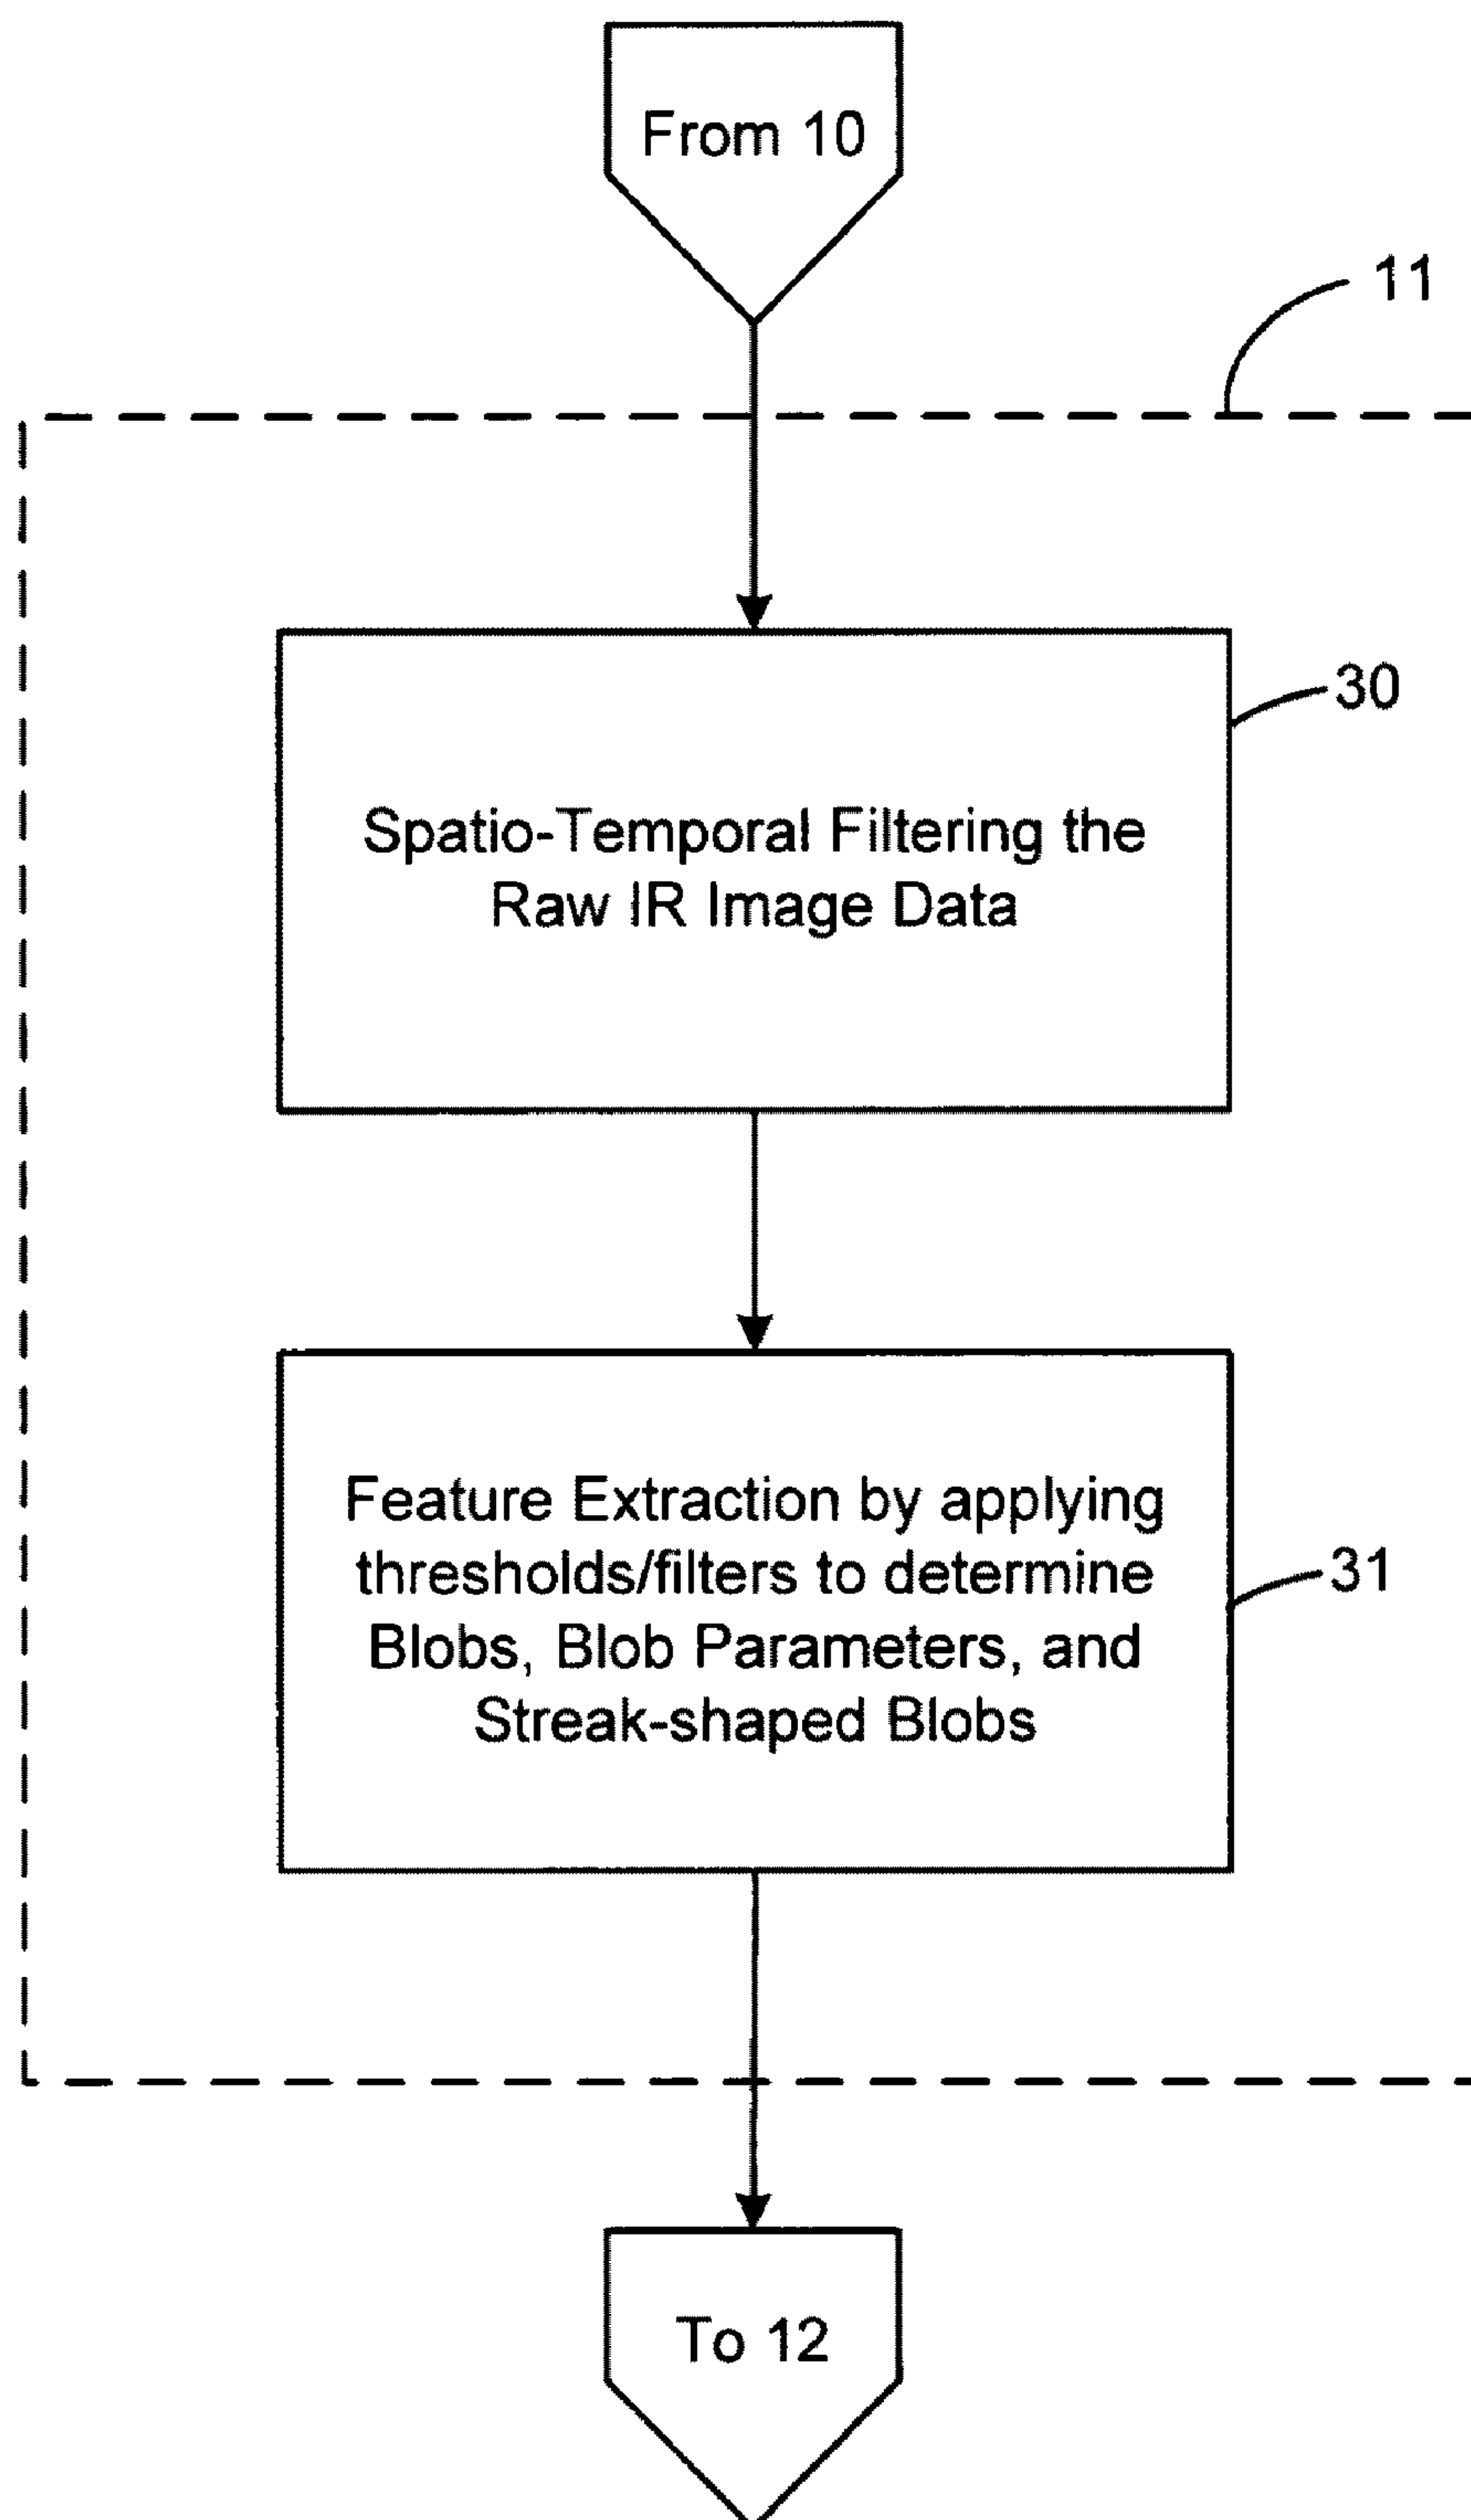 From 10
11
30
Spatio-Temporal Filtering the
Raw IR Image Data
Feature Extraction by applying
thresholds/filters to determine
31
Blobs, Blob Parameters, and
Streak-shaped Blobs
To 12